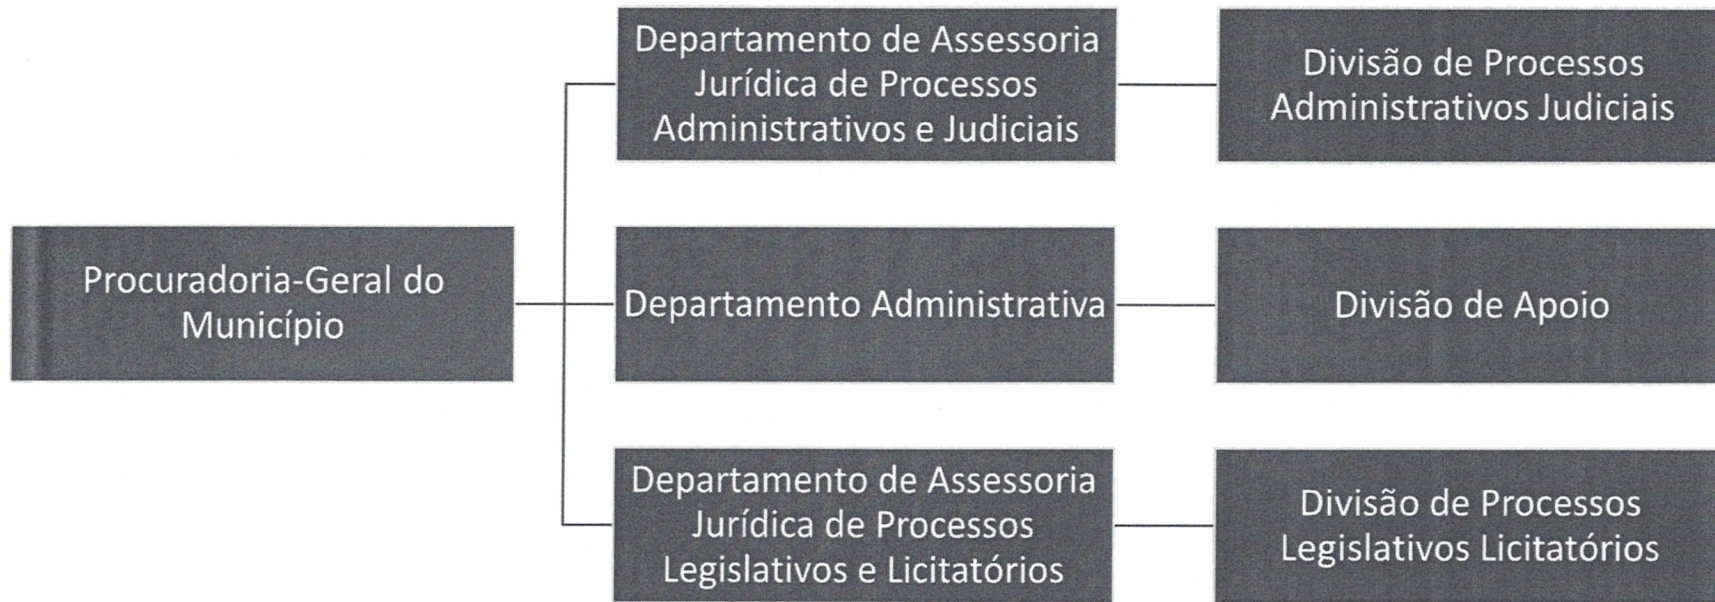 Departamento de Assessoria
Jurídica de Processos
Administrativos e Judiciais
Divisão de Processos
Administrativos Judiciais
Procuradoria-Geral do
Município
Departamento Administrativa
Divisão de Apoio
Departamento de Assessoria
Jurídica de Processos
Legislativos e Licitatórios
Divisão de Processos
Legislativos Licitatórios